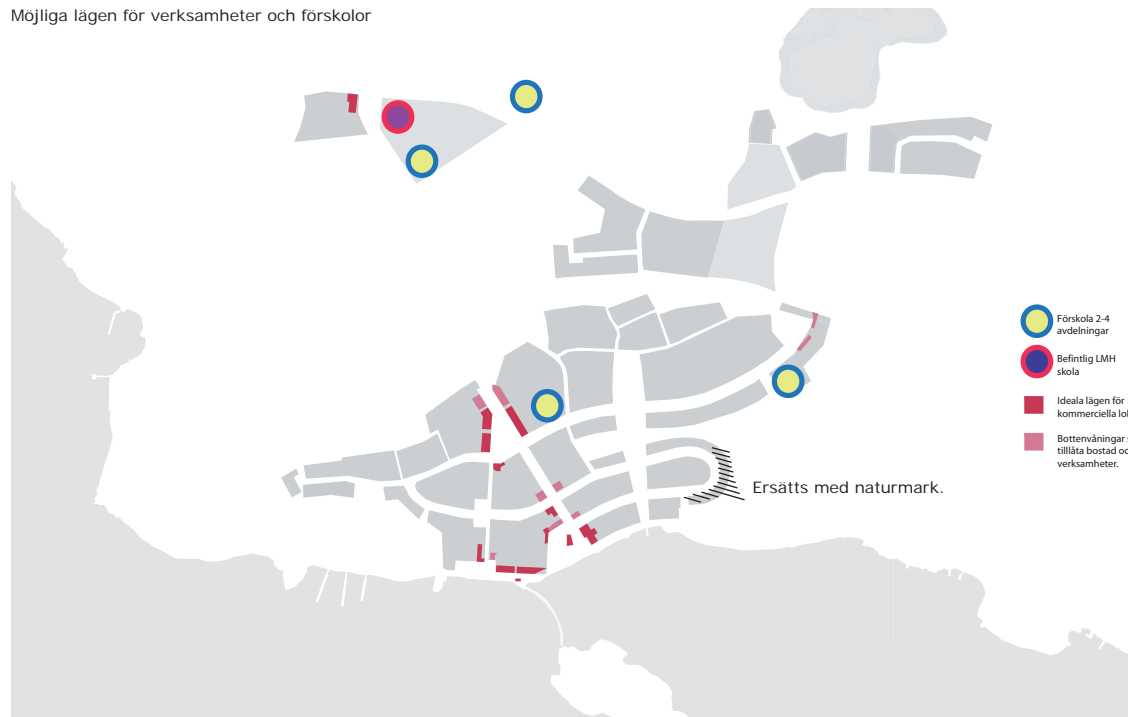 Möjliga lägen för verksamheter och förskolor
Förskola 2-4
avdelningar
Befintlig LMH
skola
Ideala lägen för
kommersiella
Bottenvåningar
tilllåta bostad
verksamheter.
Ersätts med naturmark.